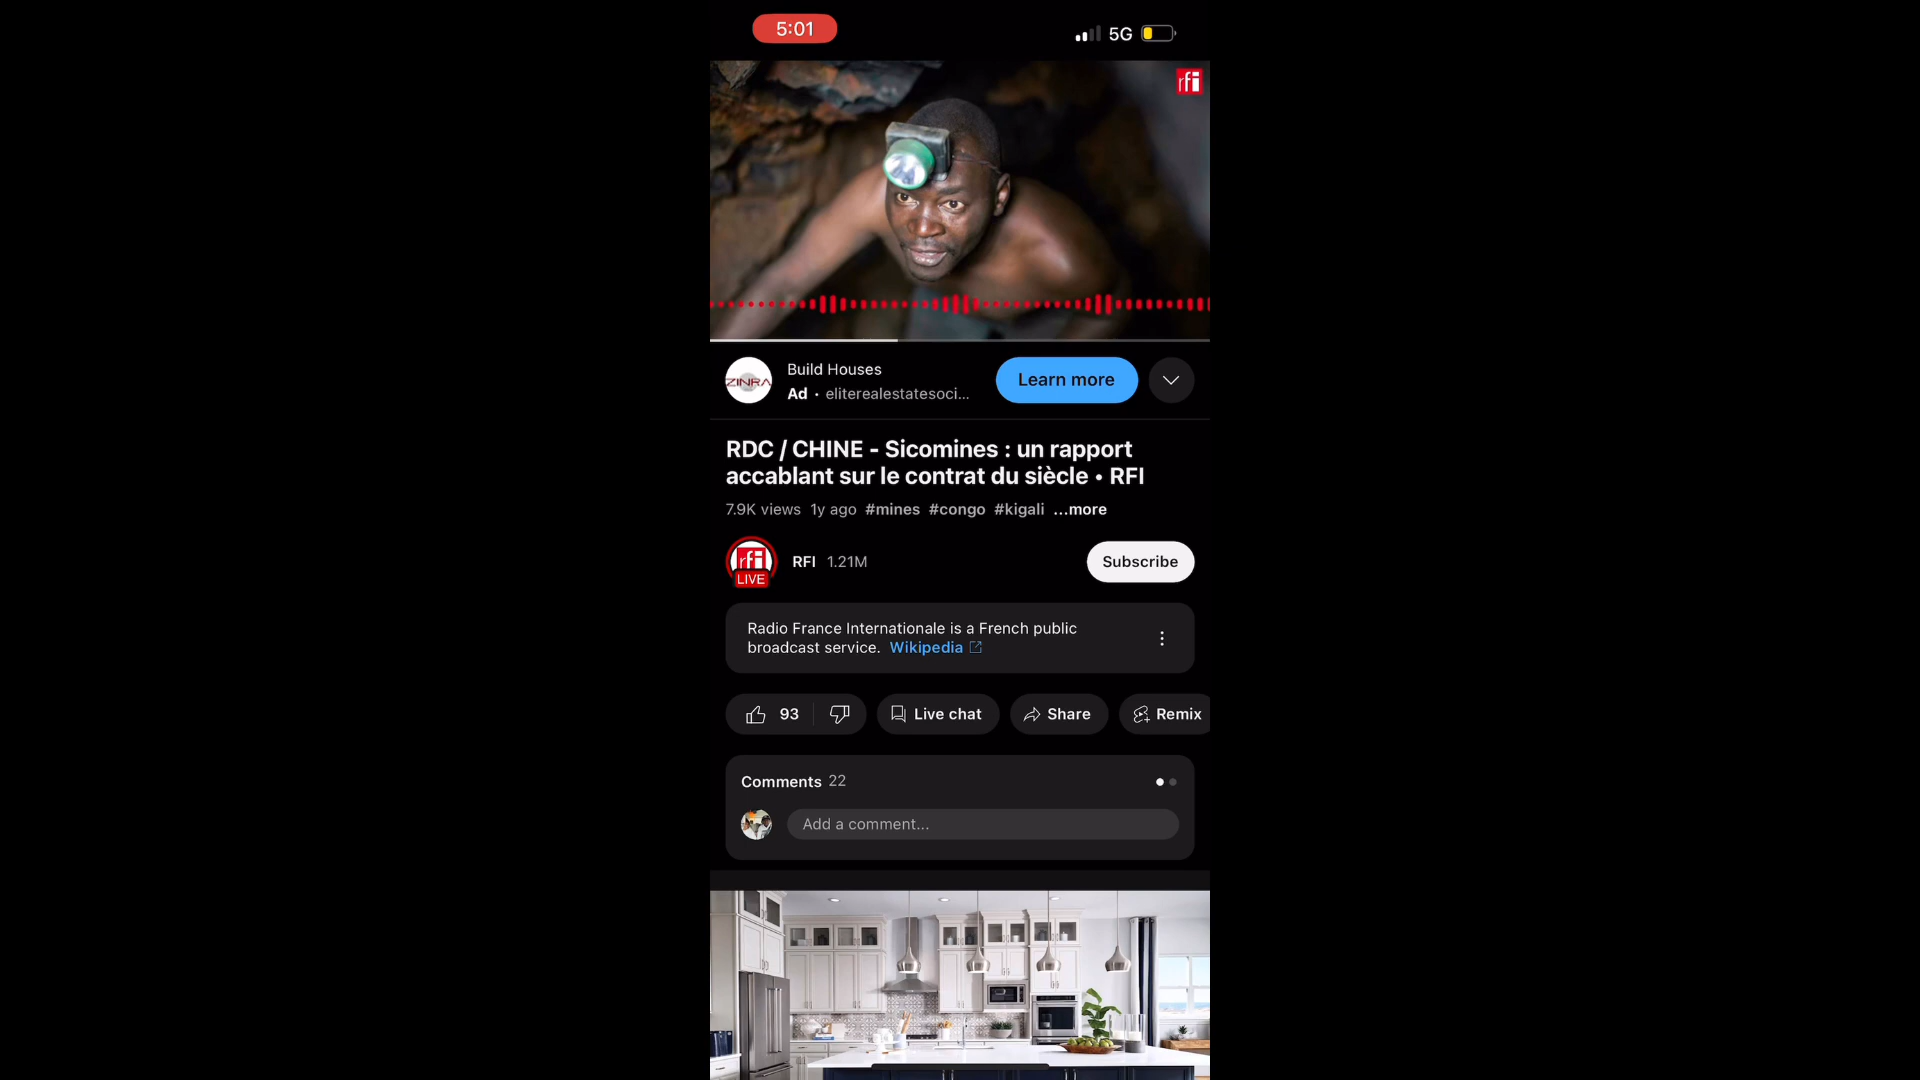 5:01
5G
rfi
ZINRA
Build Houses
Ad · eliterealestatesoci...
Learn more
RDC / CHINE - Sicomines : un rapport
accablant sur le contrat du siècle • RFI
7.9K views 1y ago #mines #congo #kigali ...more
rfi
LIVE
RFI 1.21M
Subscribe
Radio France Internationale is a French public
broadcast service. Wikipedia
93
Live chat
Share
Remix
Comments 22
Add a comment...